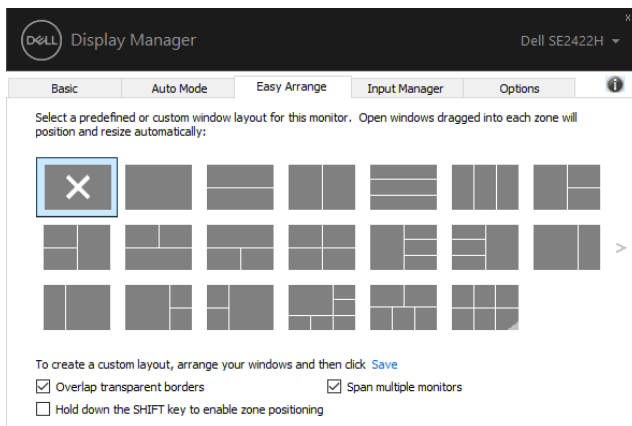 DELL Display Manager
Dell SE2422H
Basic
Auto Mode
Easy Arrange
Input Manager
Options
Select a predefined or custom window layout for this monitor. Open windows dragged into each zone will
position and resize automatically:
To create a custom layout, arrange your windows and then click Save
Overlap transparent borders
Span multiple monitors
Hold down the SHIFT key to enable zone positioning